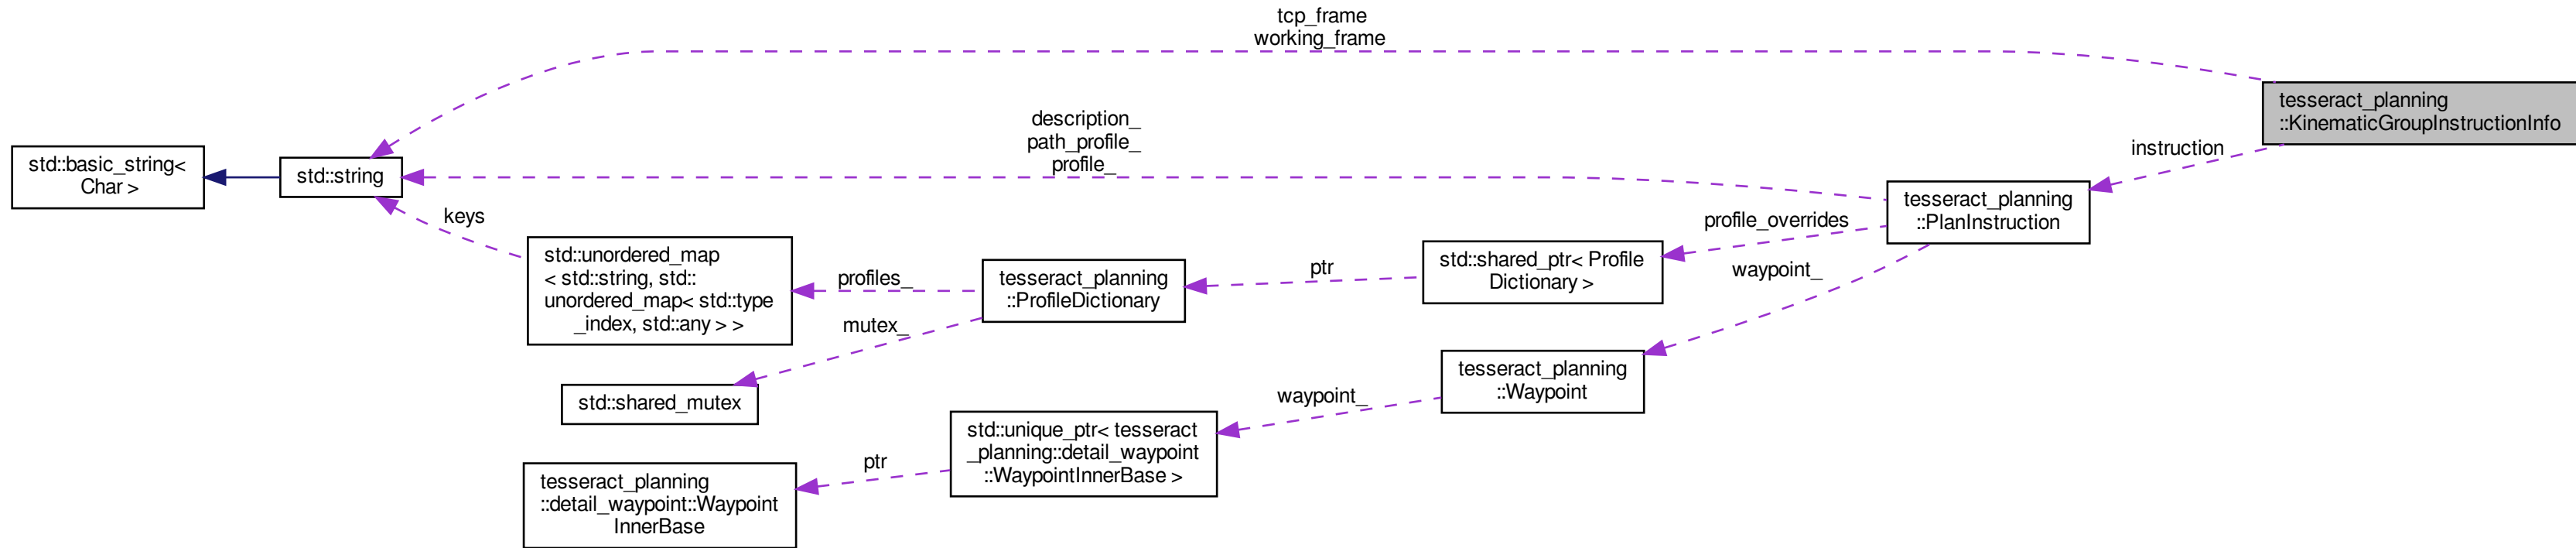 tcp_frame
working_frame
tesseract_planning
::KinematicGroupInstructionInfo
description_
path_profile_
profile_
instruction
std::basic_string<
Char >
std::string
tesseract_planning
::PlanInstruction
keys
profile_overrides
std::unordered_map
< std::string, std::
unordered_map< std::type
_index, std::any > >
profiles_
tesseract_planning
::ProfileDictionary
ptr
std::shared_ptr< Profile
Dictionary >
waypoint_
mutex_
std::shared_mutex
tesseract_planning
::Waypoint
waypoint_
std::unique_ptr< tesseract
_planning::detail_waypoint
::WaypointInnerBase >
ptr
tesseract_planning
::detail_waypoint::Waypoint
InnerBase